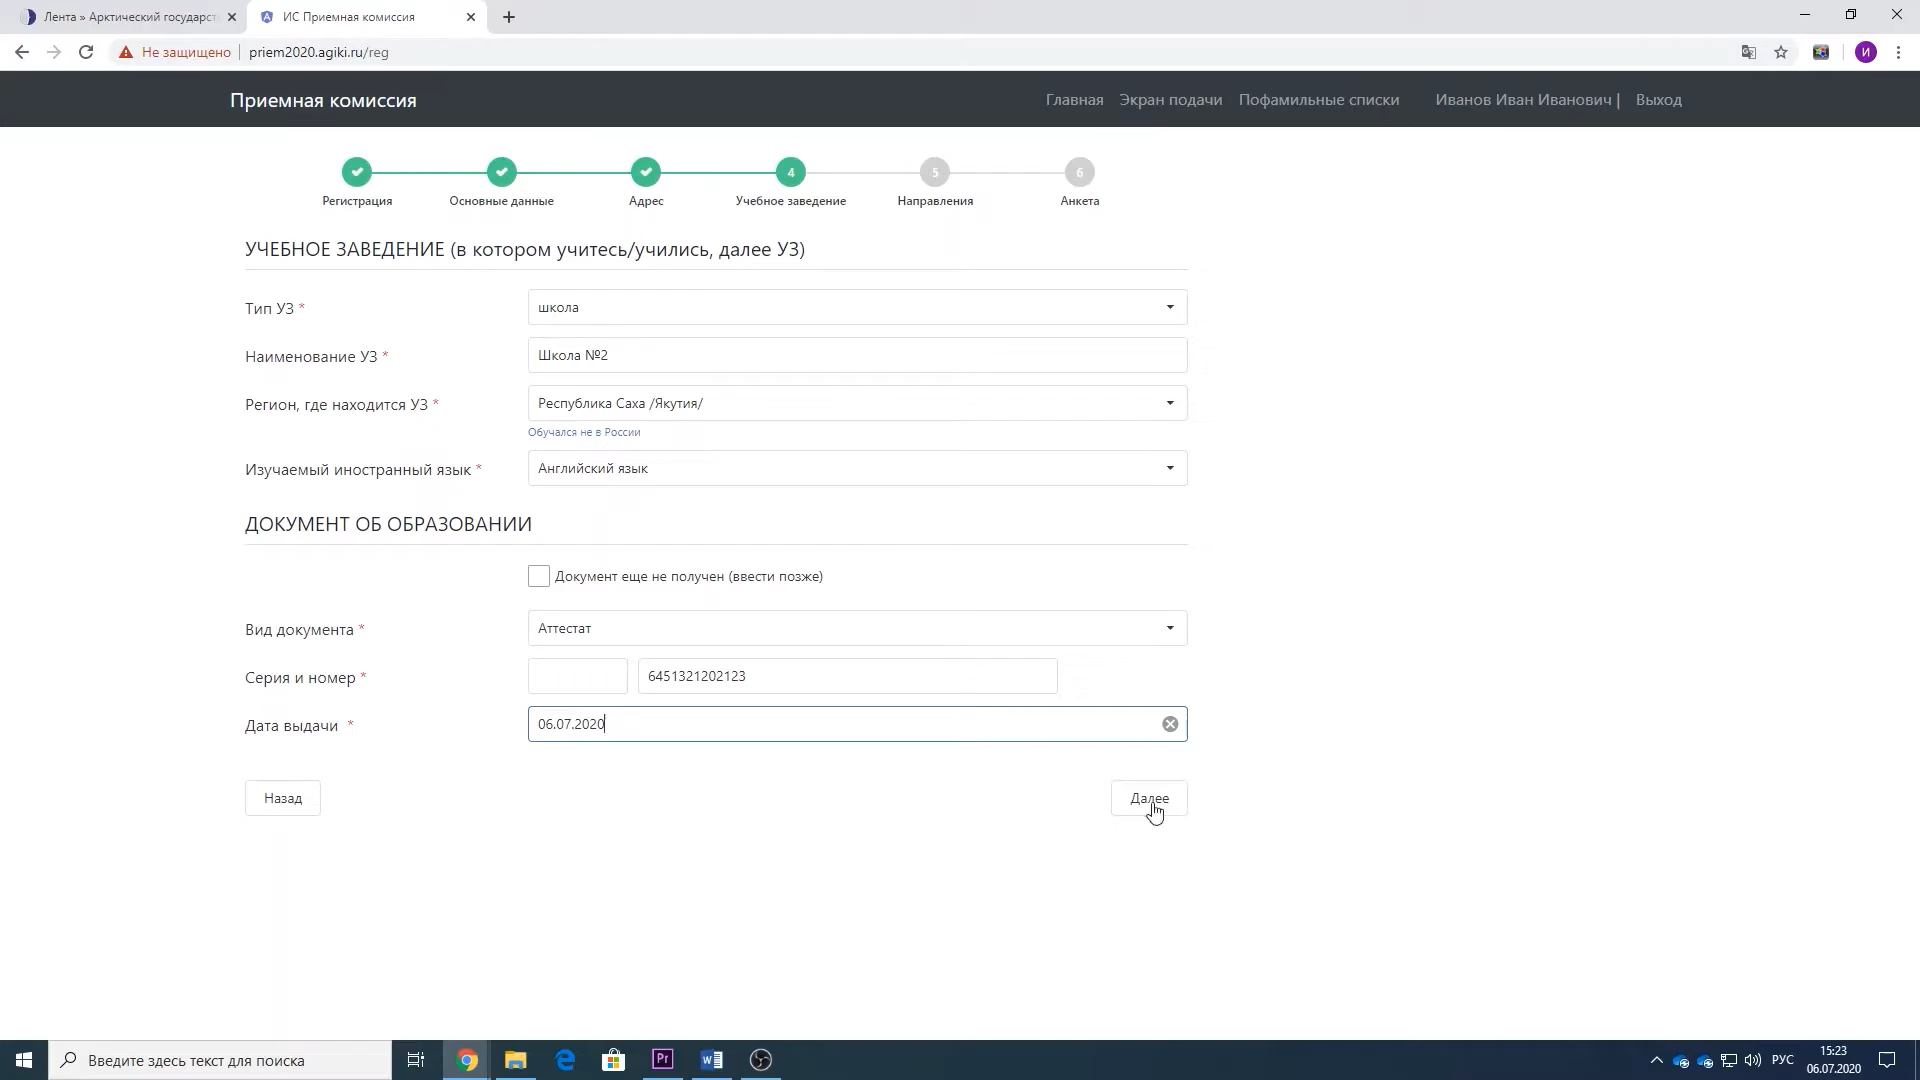 Лента » Арктический государст
ИС Приемная комиссия
Не защищено
priem2020.agiki.ru/reg
И
Приемная комиссия
Главная Экран подачи Пофамильные списки Иванов Иван Иванович | Выход
4 5 6
Регистрация Основные данные Адрес Учебное заведение Направления Анкета
УЧЕБНОЕ ЗАВЕДЕНИЕ (в котором учитесь/учились, далее УЗ)
Тип УЗ * школа
Наименование УЗ * Школа №2
Регион, где находится УЗ * Республика Саха /Якутия/
Обучался не в России
Изучаемый иностранный язык * Английский язык
ДОКУМЕНТ ОБ ОБРАЗОВАНИИ
Документ еще не получен (ввести позже)
Вид документа * Аттестат
Серия и номер * 6451321202123
Дата выдачи * 06.07.2020
Назад Далее
Введите здесь текст для поиска
Pr
РУС
15:23
06.07.2020